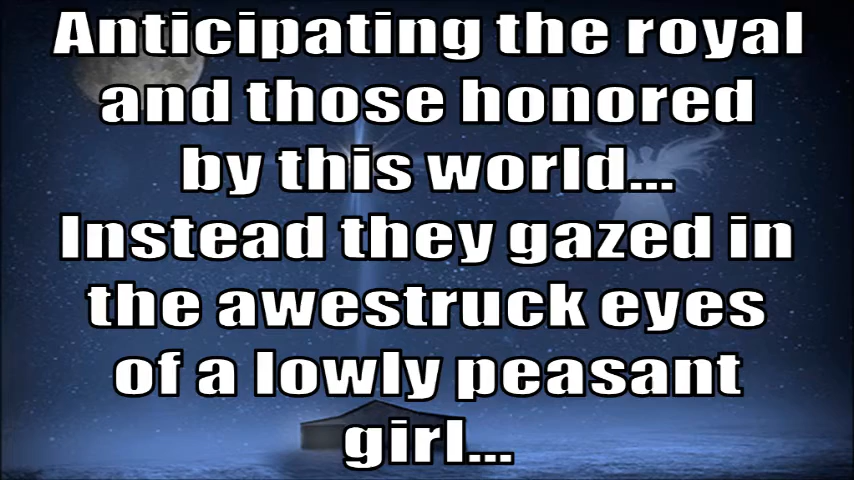 Anticipating the royal
and those honored
by this world...
Instead they gazed in
the awestruck eyes
of a lowly peasant
girl...